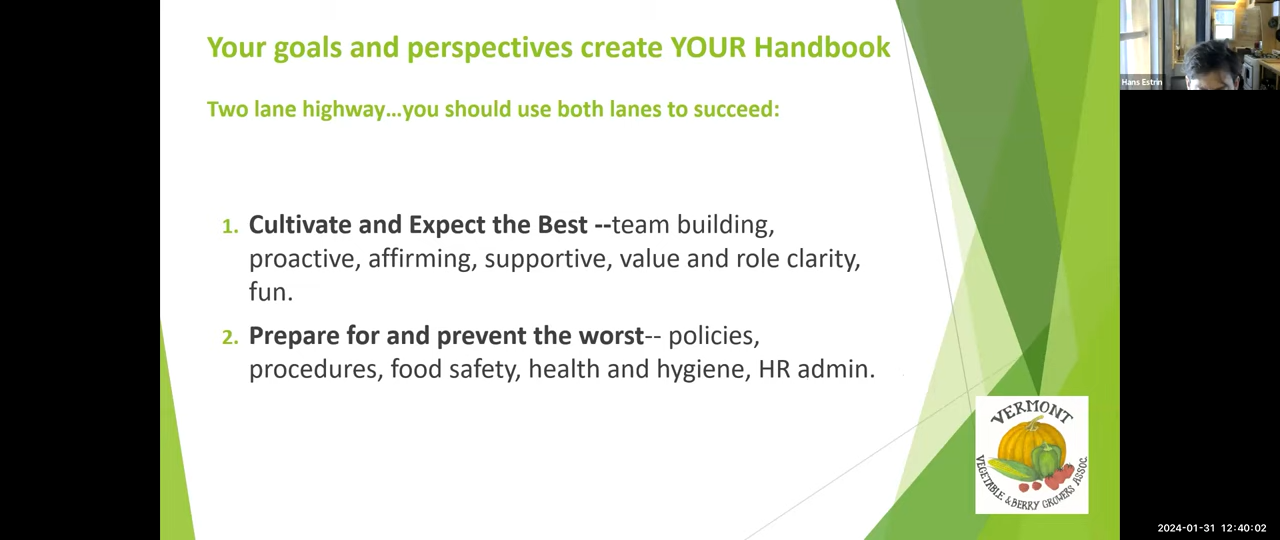 Your goals and perspectives create YOUR Handbook
Hans Estrin
Two lane highway…you should use both lanes to succeed:
1. Cultivate and Expect the Best --team building,
proactive, affirming, supportive, value and role clarity,
fun.
2. Prepare for and prevent the worst-- policies,
procedures, food safety, health and hygiene, HR admin.
VERMONT
VEGETABLE & BERRY GROWERS ASSOC.
2024-01-31 12:40:02